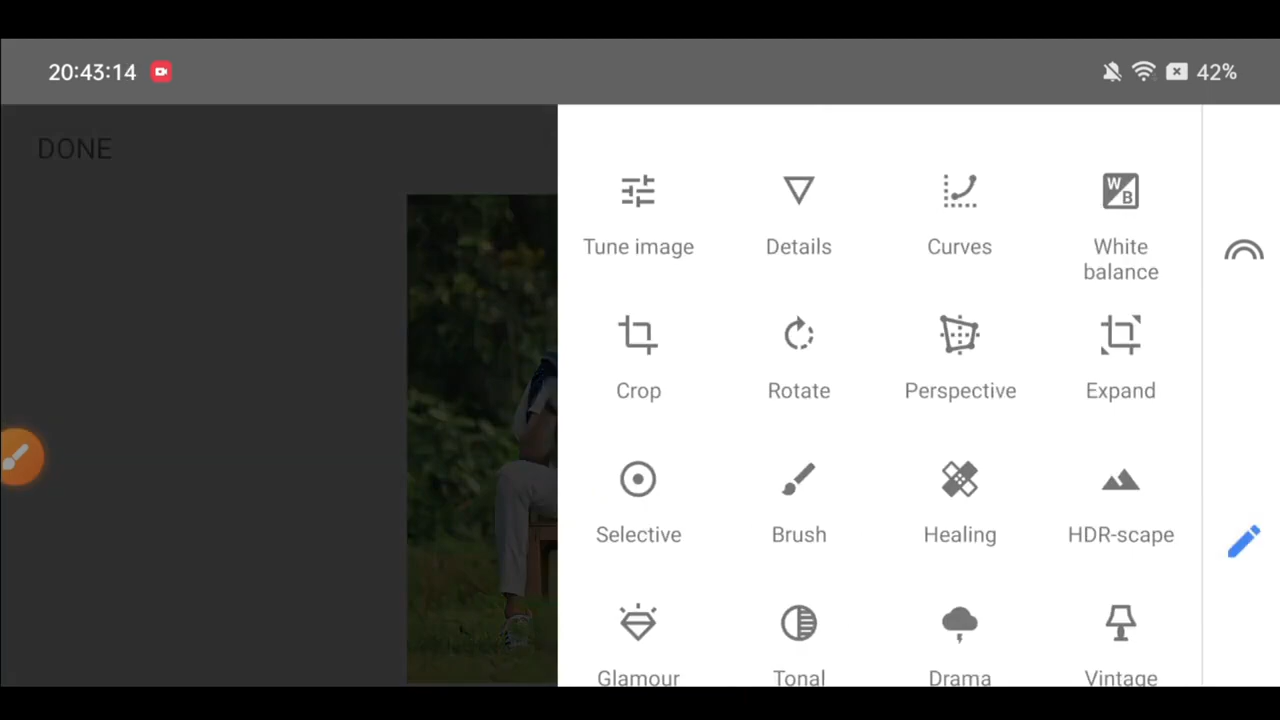 20:43:14
42%
DONE
Tune image
Details
Curves
White
balance
Crop
Rotate
Perspective
Expand
Selective
Brush
Healing
HDR-scape
Glamour
Tonal
Drama
Vintage